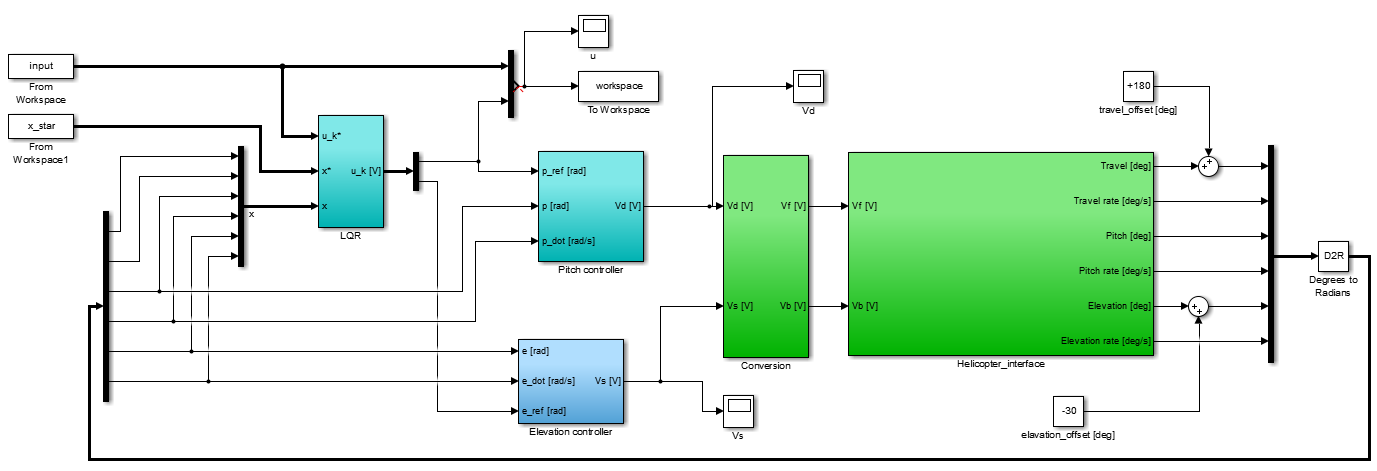 input
From
Workspace
x_star
From
Workspace1
x
u_k*
x*
x
u_k [V]
LQR
u
workspace
To Workspace
p_ref [rad]
p [rad]
p_dot [rad/s]
Vd [V]
Pitch controller
e [rad]
e_dot [rad/s]
e_ref [rad]
Vs [V]
Elevation controller
Vd
Vs
Vd [V]
Vs [V]
Vf [V]
Vb [V]
Conversion
Vf [V]
Vb [V]
Travel [deg]
Travel rate [deg/s]
Pitch [deg]
Pitch rate [deg/s]
Elevation [deg]
Elevation rate [deg/s]
Helicopter_interface
+180
travel_offset [deg]
-30
elavation_offset [deg]
D2R
Degrees to
Radians